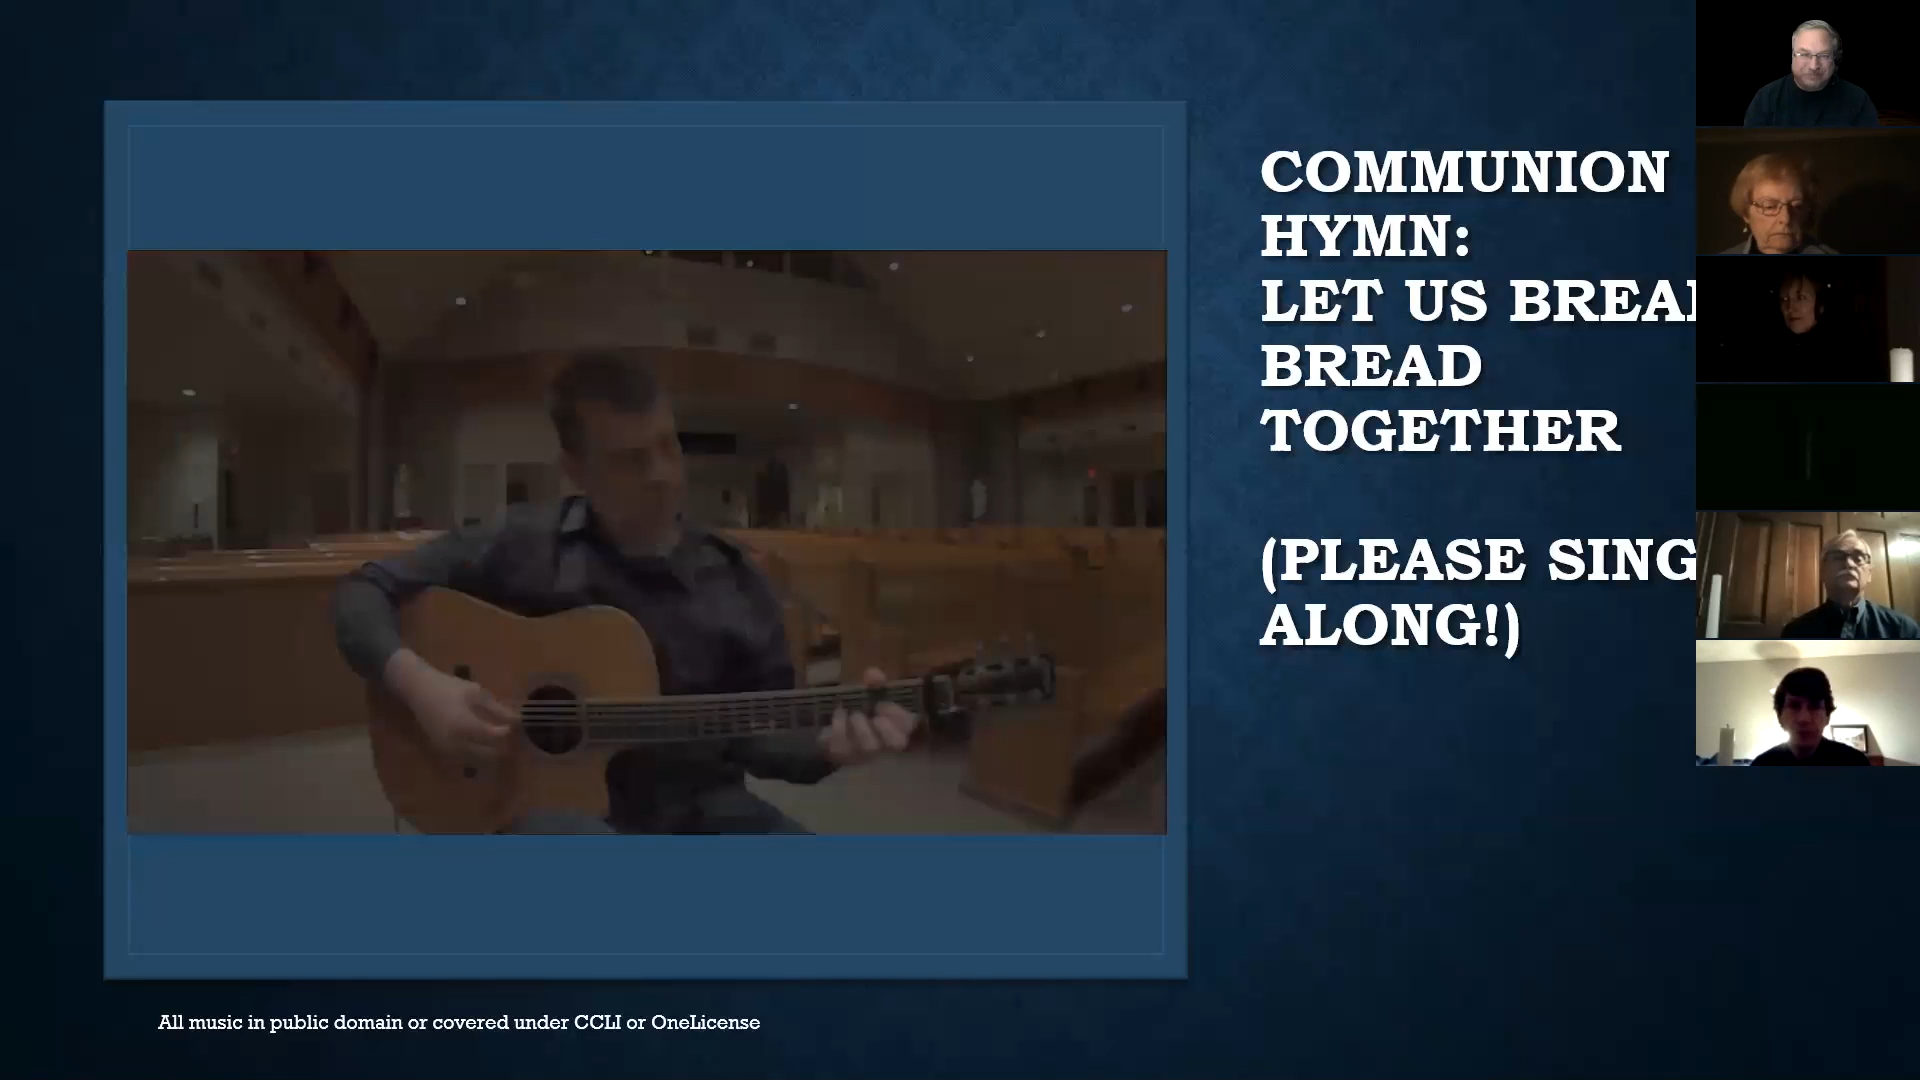 COMMUNION
HYMN:
LET US BREAK
BREAD
TOGETHER
(PLEASE SING
ALONG!)
All music in public domain or covered under CCLI or OneLicense